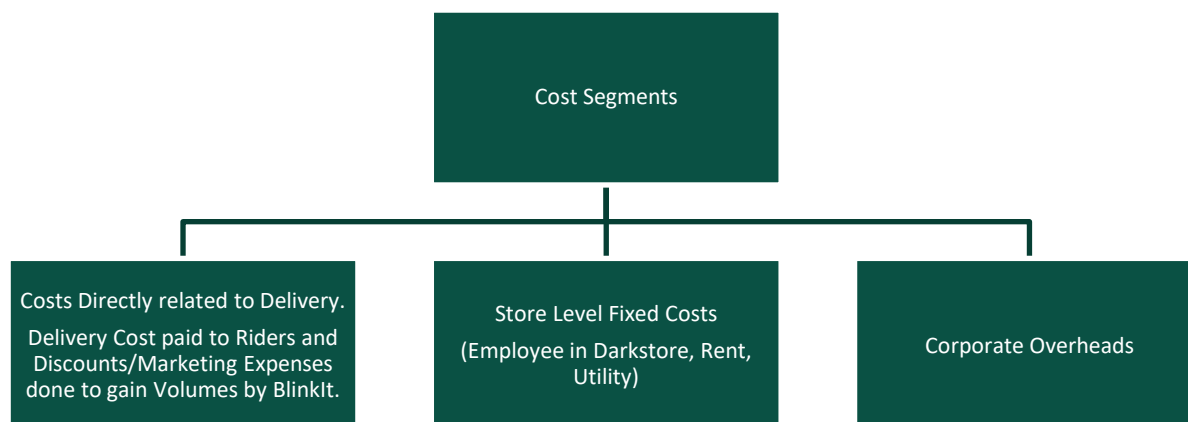 Cost Segments
Costs Directly related to Delivery.
Delivery Cost paid to Riders and
Discounts/Marketing Expenses
done to gain Volumes by BlinkIt.
Store Level Fixed Costs
(Employee in Darkstore, Rent,
Utility)
Corporate Overheads